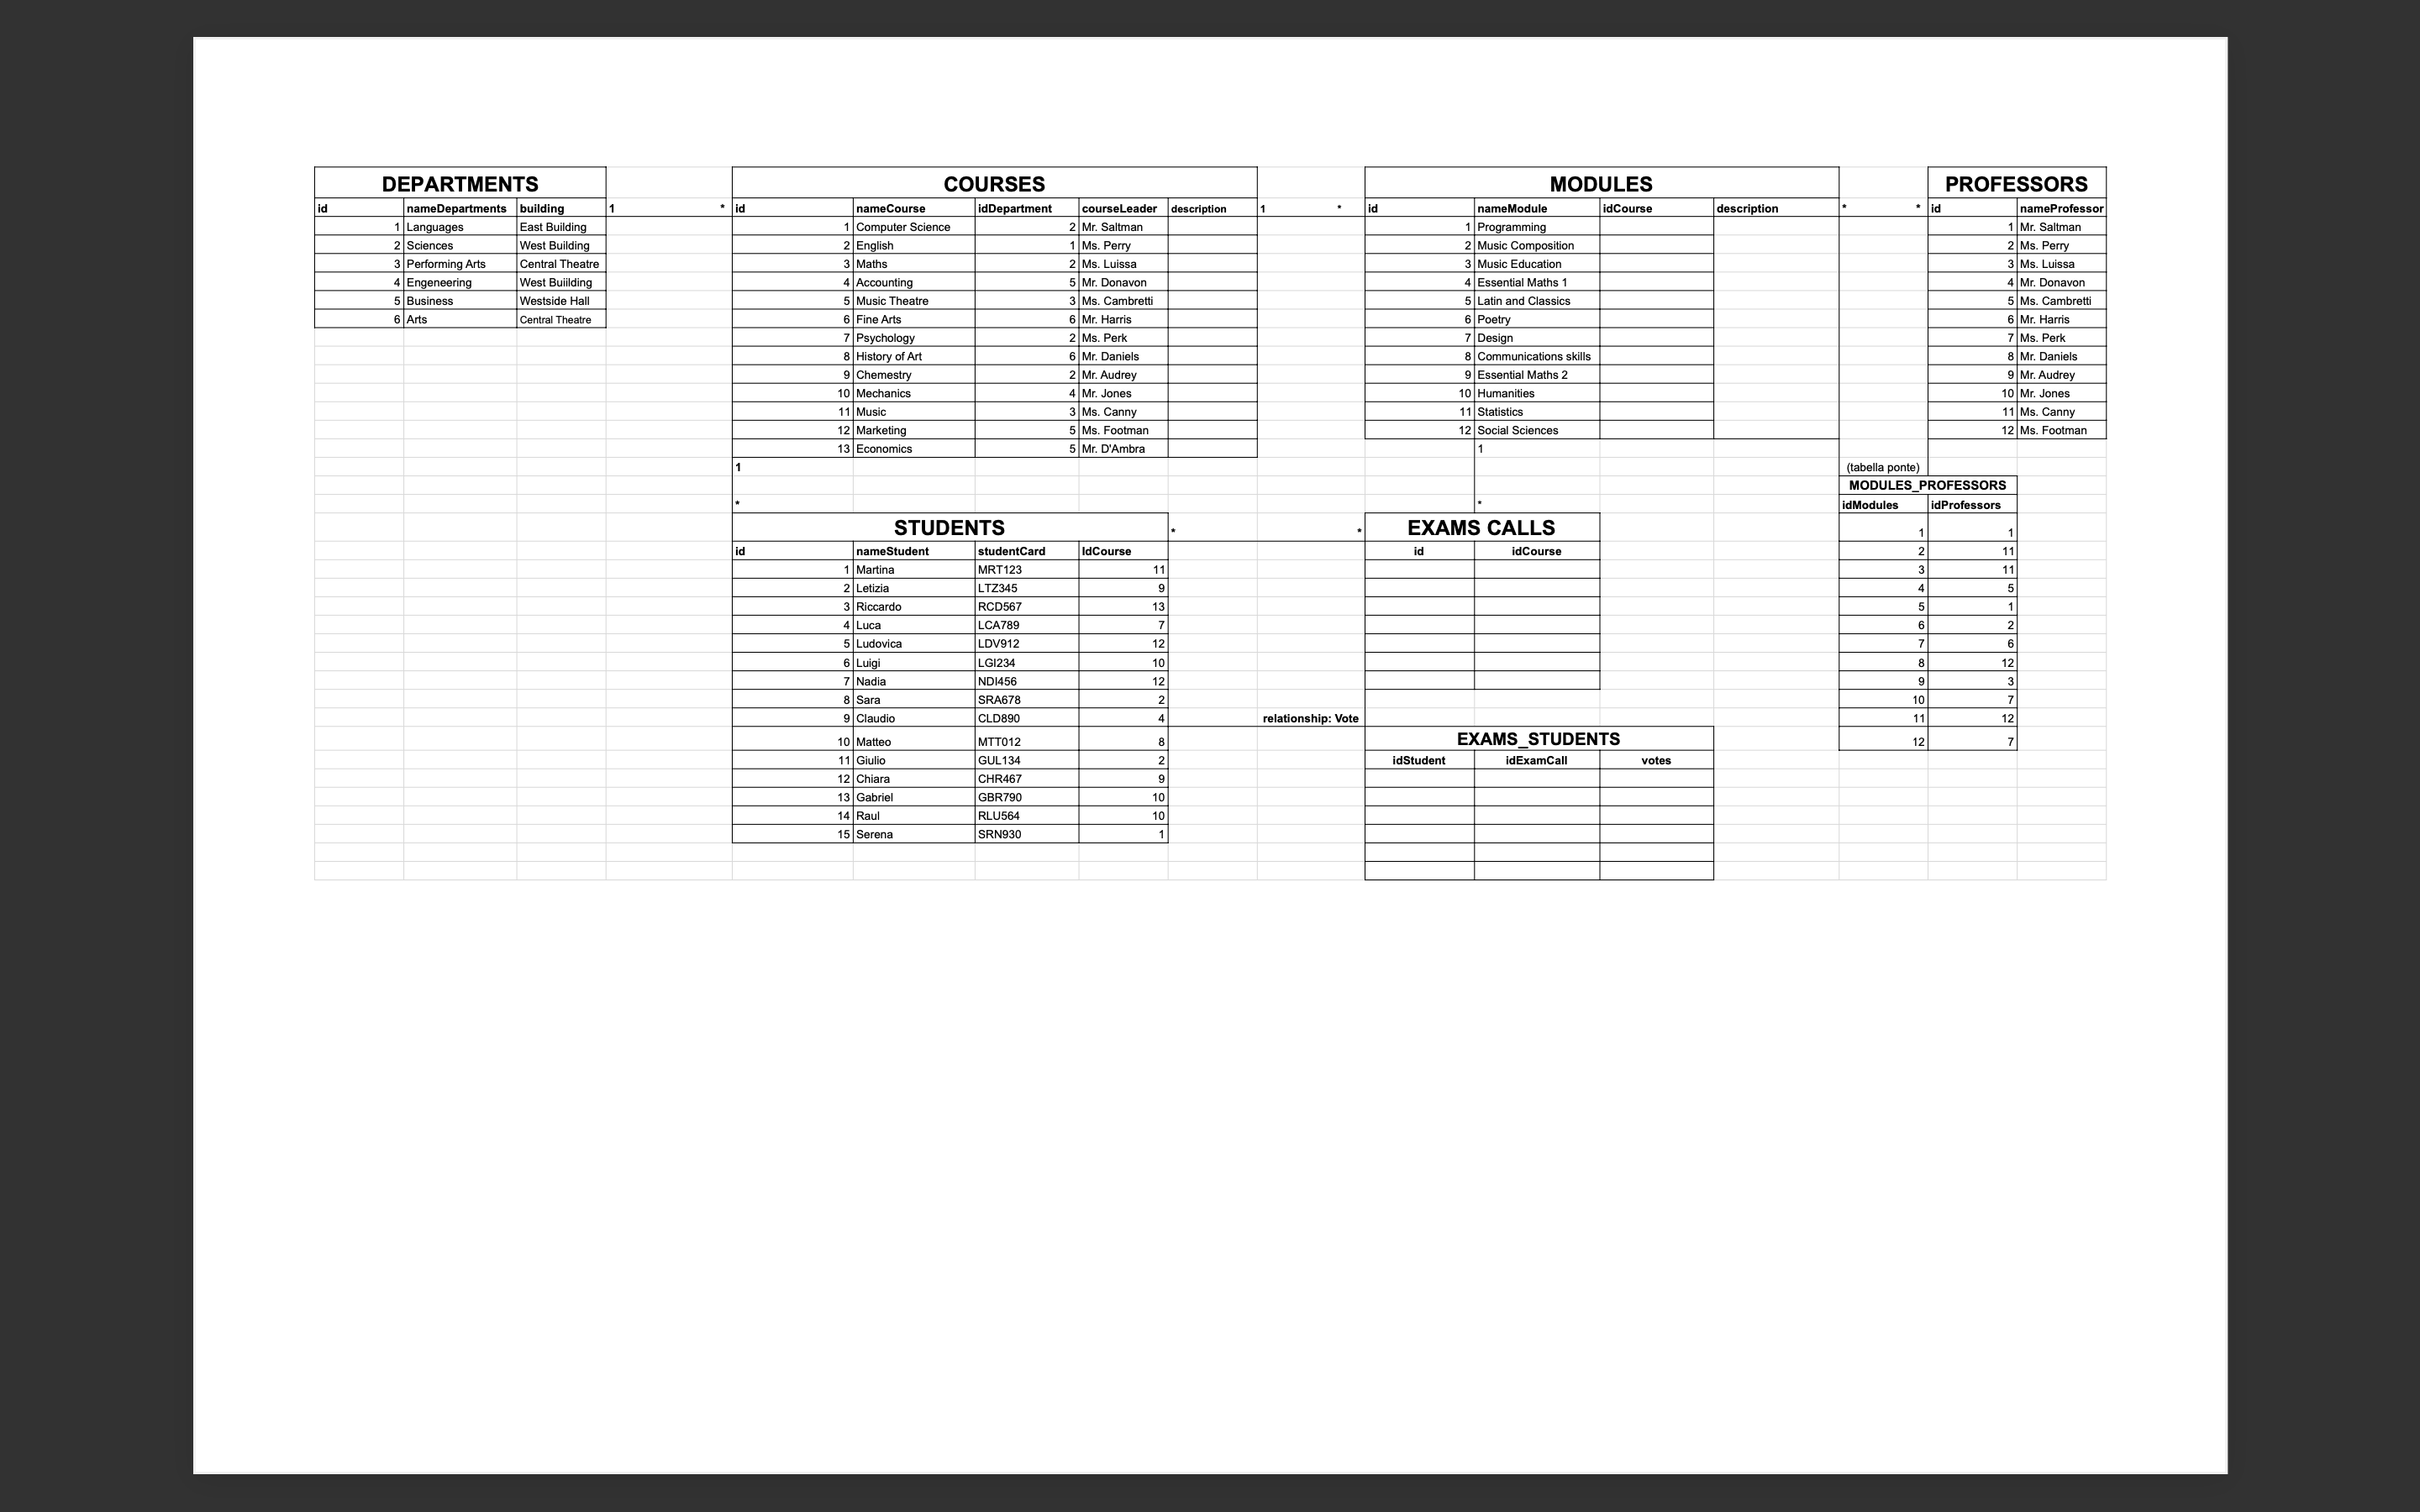 DEPARTMENTS COURSES MODULES PROFESSORS
id nameDepartments building 1 * id nameCourse idDepartment courseLeader description 1 * id nameModule idCourse description * * id nameProfessor
1 Languages East Building 1 Computer Science 2 Mr. Saltman 1 Programming 1 Mr. Saltman
2 Sciences West Building 2 English 1 Ms. Perry 2 Music Composition 2 Ms. Perry
3 Performing Arts Central Theatre 3 Maths 2 Ms. Luissa 3 Music Education 3 Ms. Luissa
4 Engeneering West Buiilding 4 Accounting 5 Mr. Donavon 4 Essential Maths 1 4 Mr. Donavon
5 Business Westside Hall 5 Music Theatre 3 Ms. Cambretti 5 Latin and Classics 5 Ms. Cambretti
6 Arts Central Theatre 6 Fine Arts 6 Mr. Harris 6 Poetry 6 Mr. Harris
7 Psychology 2 Ms. Perk 7 Design 7 Ms. Perk
8 History of Art 6 Mr. Daniels 8 Communications skills 8 Mr. Daniels
9 Chemestry 2 Mr. Audrey 9 Essential Maths 2 9 Mr. Audrey
10 Mechanics 4 Mr. Jones 10 Humanities 10 Mr. Jones
11 Music 3 Ms. Canny 11 Statistics 11 Ms. Canny
12 Marketing 5 Ms. Footman 12 Social Sciences 12 Ms. Footman
13 Economics 5 Mr. D'Ambra 1
1 (tabella ponte)
MODULES_PROFESSORS
* * idModules idProfessors
STUDENTS * * EXAMS CALLS 1 1
id nameStudent studentCard IdCourse id idCourse 2 11
1 Martina MRT123 11 3 11
2 Letizia LTZ345 9 4 5
3 Riccardo RCD567 13 5 1
4 Luca LCA789 7 6 2
5 Ludovica LDV912 12 7 6
6 Luigi LGI234 10 8 12
7 Nadia NDI456 12 9 3
8 Sara SRA678 2 10 7
9 Claudio CLD890 4 relationship: Vote 11 12
10 Matteo MTT012 8 EXAMS_STUDENTS 12 7
11 Giulio GUL134 2 idStudent idExamCall votes
12 Chiara CHR467 9
13 Gabriel GBR790 10
14 Raul RLU564 10
15 Serena SRN930 1